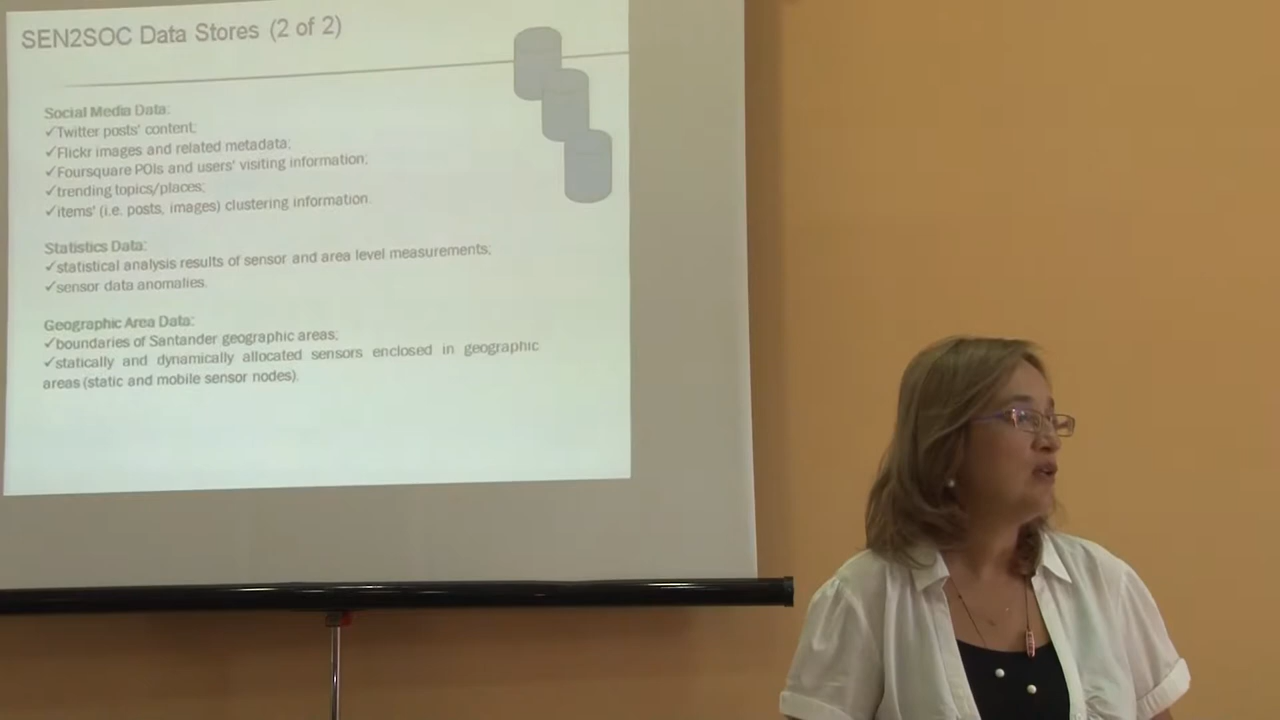 SEN2SOC Data Stores (2 of 2)
Social Media Data:
✓Twitter posts' content;
✓Flickr images and related metadata;
✓Foursquare POIs and users' visiting information;
✓trending topics/places;
✓items' (i.e. posts, images) clustering information.
Statistics Data:
✓statistical analysis results of sensor and area level measurements;
✓sensor data anomalies.
Geographic Area Data:
✓boundaries of Santander geographic areas;
✓statically and dynamically allocated sensors enclosed in geographic
areas (static and mobile sensor nodes).